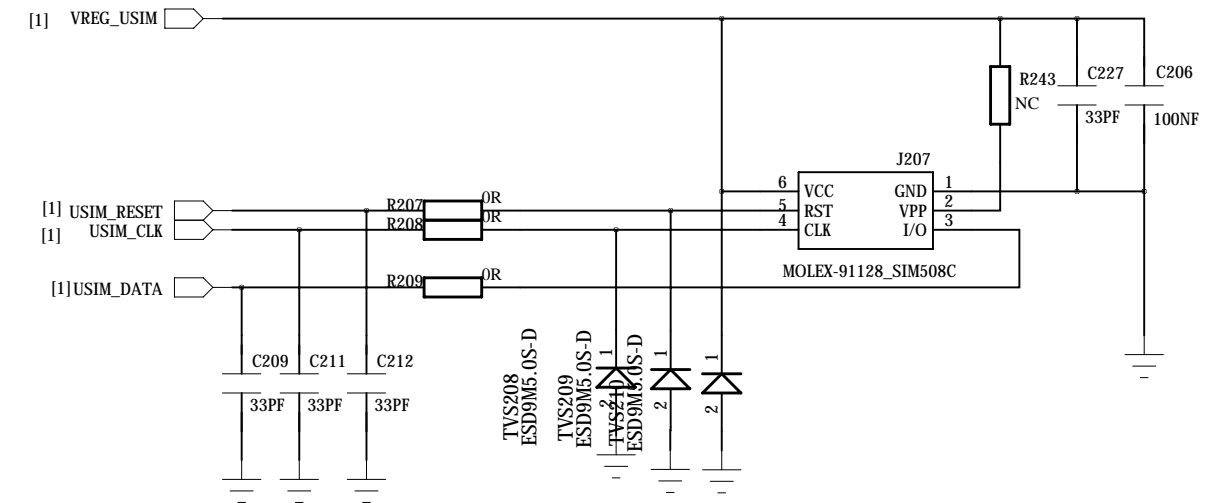 [1] VREG_USIM
R243
NC
C227
33PF
C206
100NF
J207
6 VCC GND 1
5 RST VPP 2
4 CLK I/O 3
MOLEX-91128_SIM508C
[1] USIM_RESET
R207 0R
[1] USIM_CLK
R208 0R
[1] USIM_DATA
R209 0R
C209
33PF
C211
33PF
C212
33PF
TVS208
ESD9M5.0S-D
1
2
TVS209
ESD9M5.0S-D
1
2
TVS210
ESD9M5.0S-D
1
2